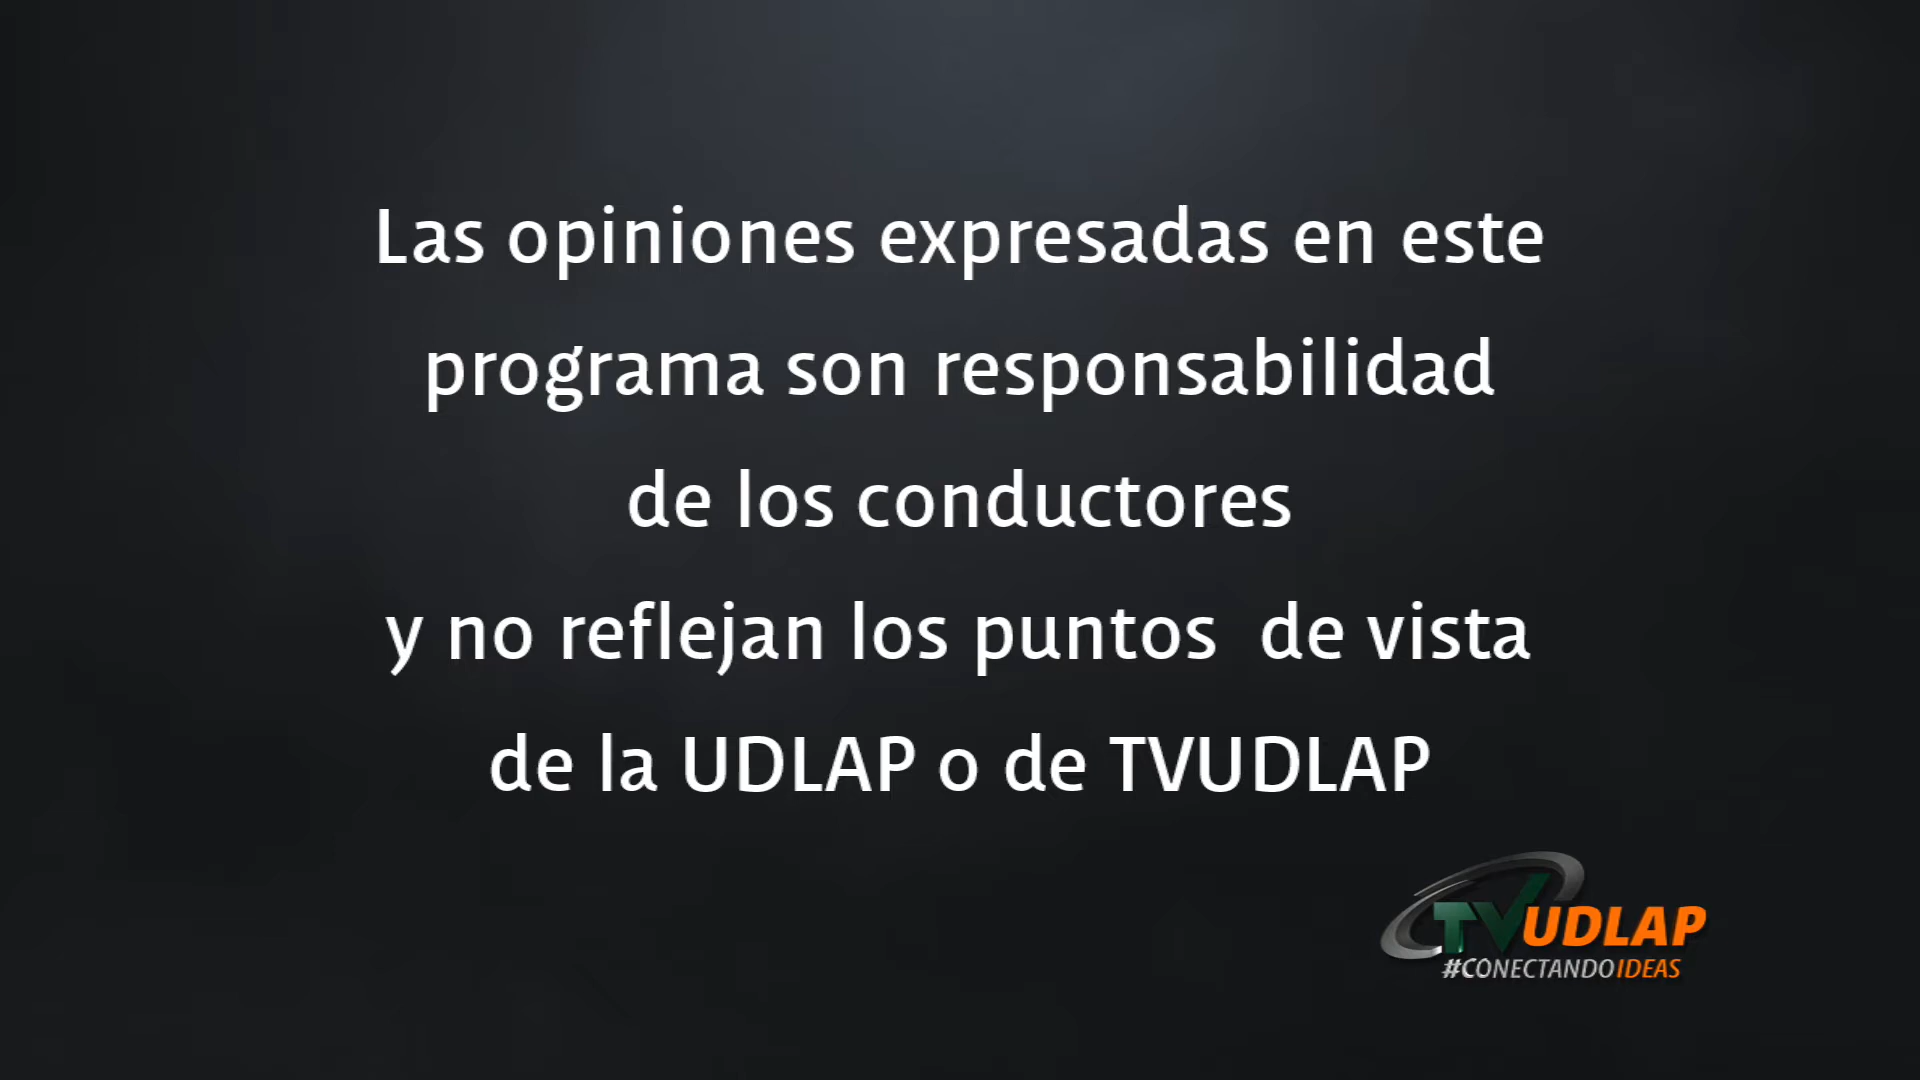 Las opiniones expresadas en este
programa son responsabilidad
de los conductores
y no reflejan los puntos  de vista
de la UDLAP o de TVUDLAP
TVUDLAP
#CONECTANDOIDEAS